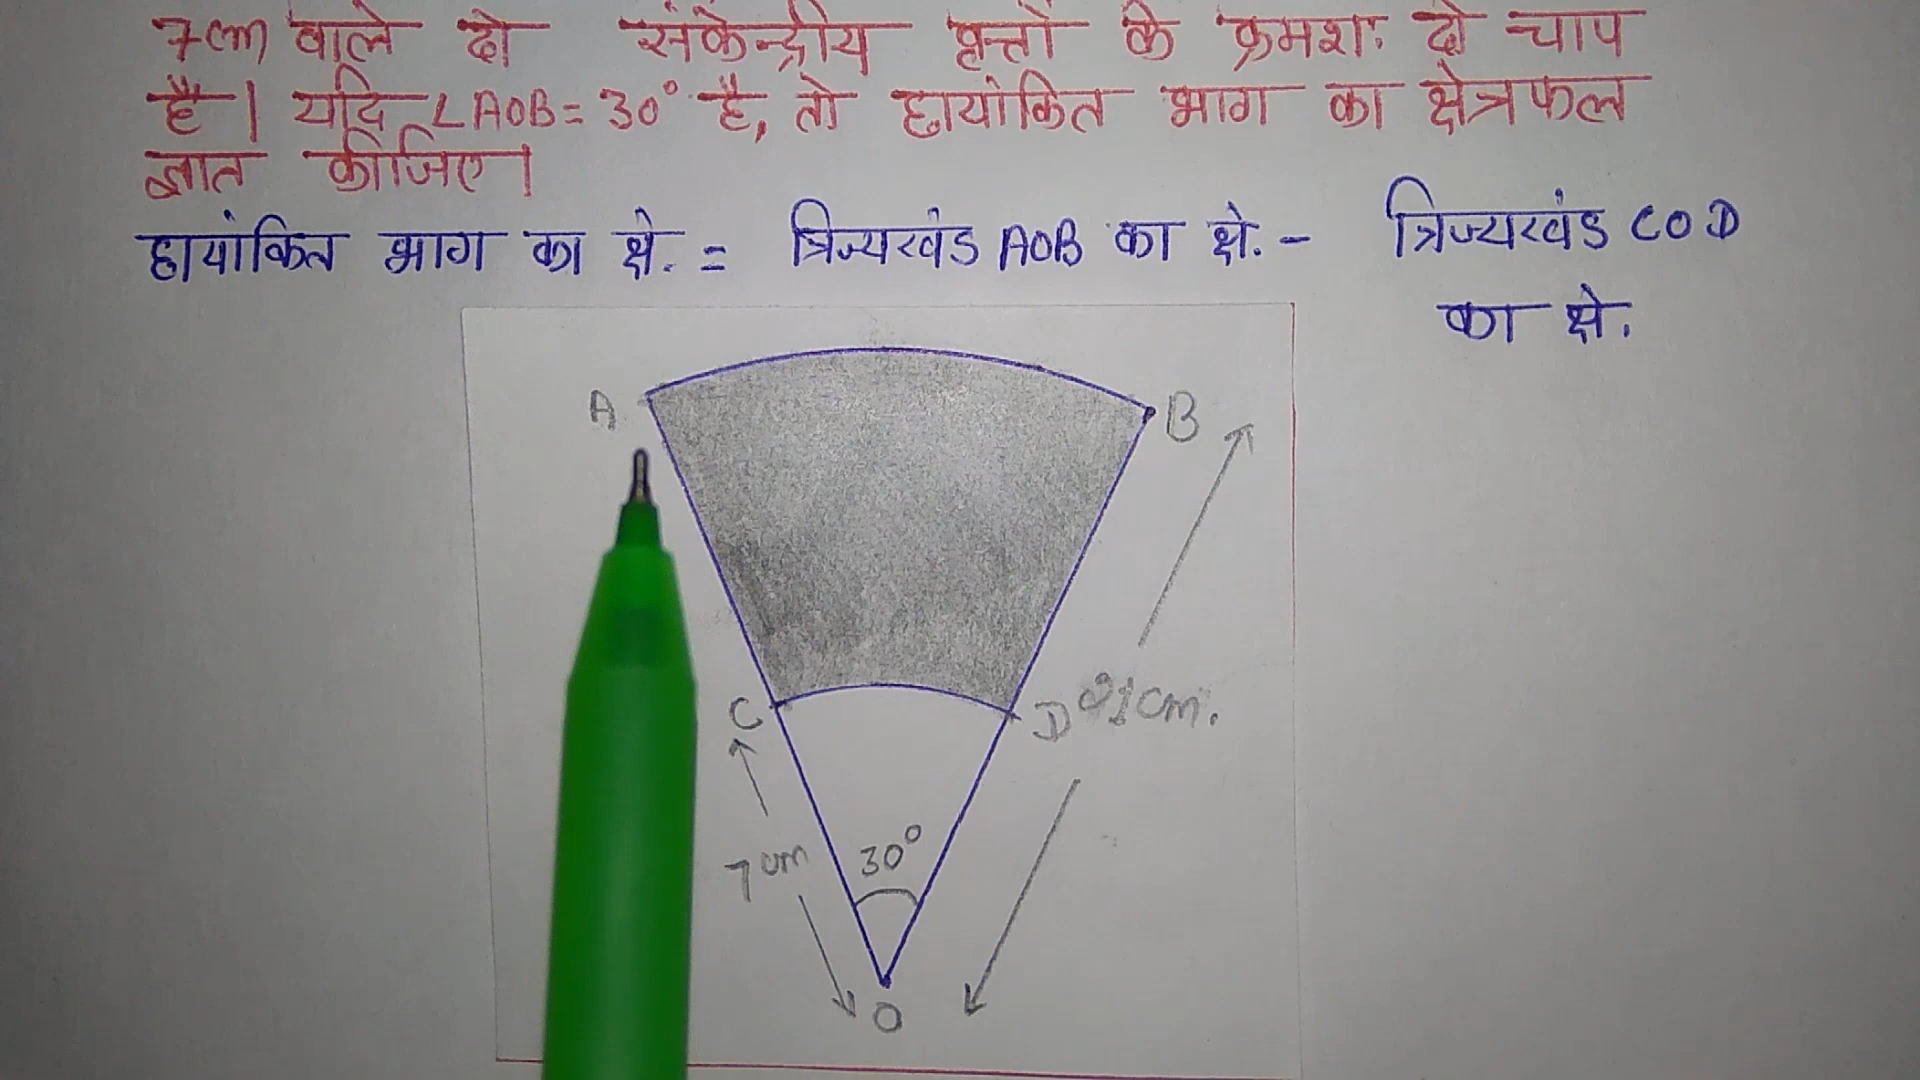 7cm वाले दो संकेन्द्रीय वृत्तों के क्रमशः दो चाप
है। यदि ∠AOB = 30° है, तो छायांकित भाग का क्षेत्रफल
ज्ञात कीजिए।
छायांकित भाग का क्षे. = त्रिज्यखंड AOB का क्षे. - त्रिज्यखंड COD
का क्षे.
A
B
C
D
21cm.
7cm
30°
O